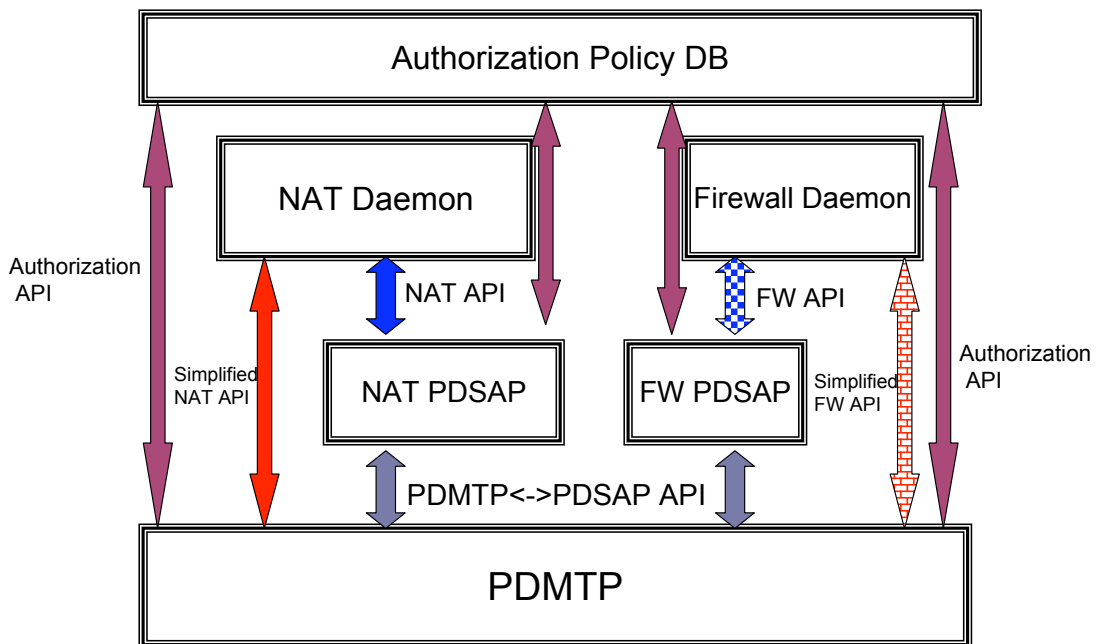 Authorization Policy DB
NAT Daemon
Firewall Daemon
Authorization
API
NAT API
FW API
Simplified
NAT API
NAT PDSAP
FW PDSAP
Simplified
FW API
Authorization
API
PDMTP<->PDSAP API
PDMTP